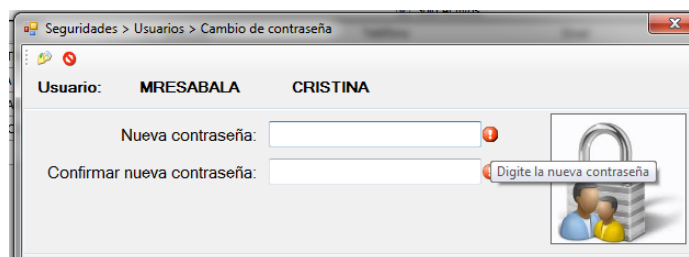 Seguridades > Usuarios > Cambio de contraseña
Usuario: MRESABALA CRISTINA
Nueva contraseña:
Confirmar nueva contraseña:
Digite la nueva contraseña